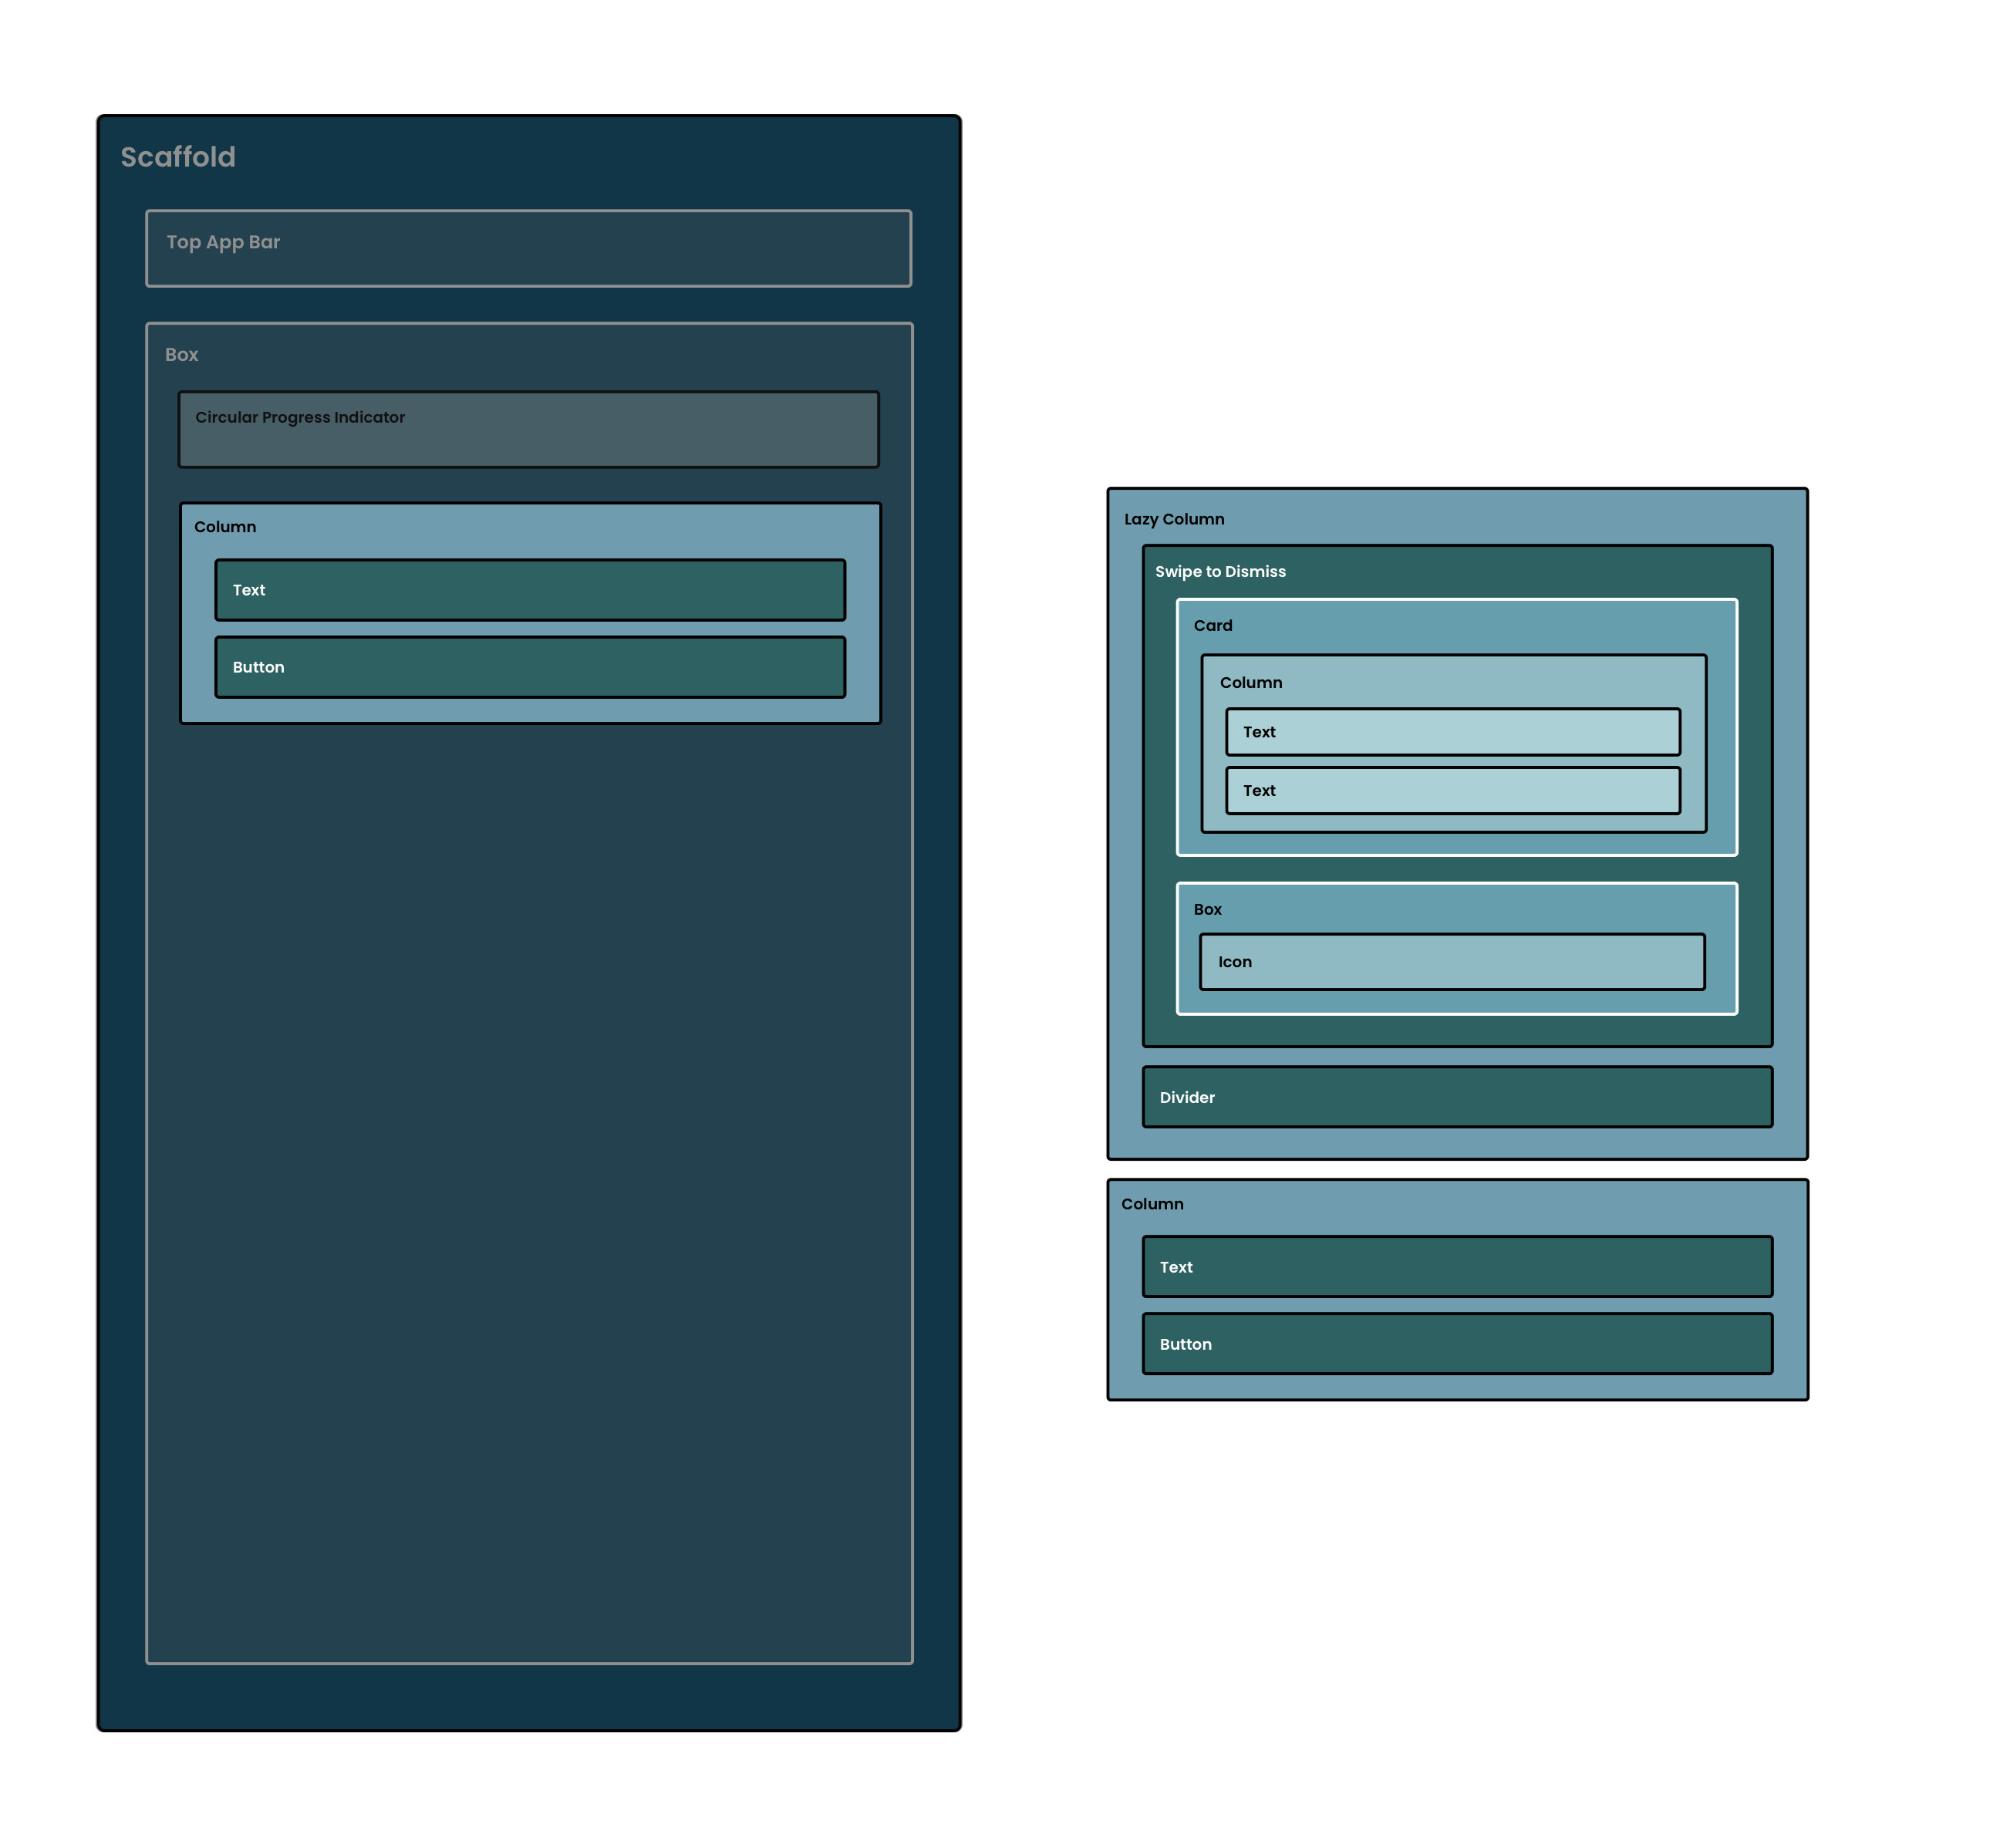 Scaffold
Top App Bar
Box
Circular Progress Indicator
Column
Text
Button
Lazy Column
Swipe to Dismiss
Card
Column
Text
Text
Box
Icon
Divider
Column
Text
Button